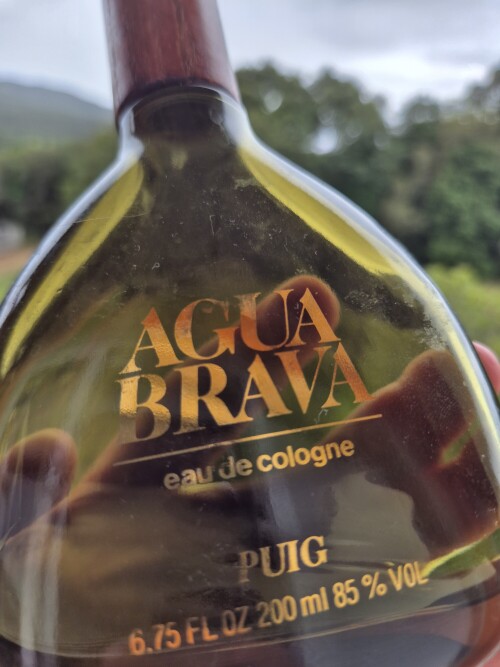 AGUA
BRAVA
eau de cologne
PUIG
6.75 FL OZ 200 ml 85 % VOL